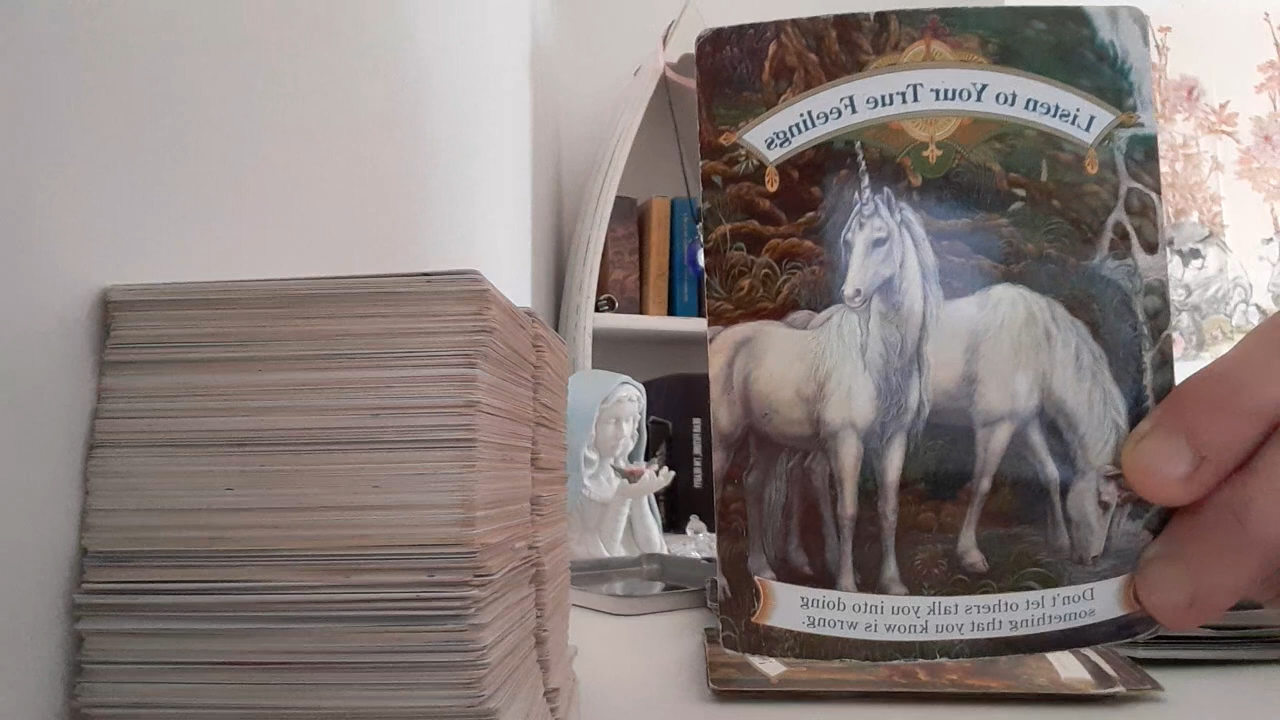 Listen to Your True Feelings
Don't let others talk you into doing
something that you know is wrong.